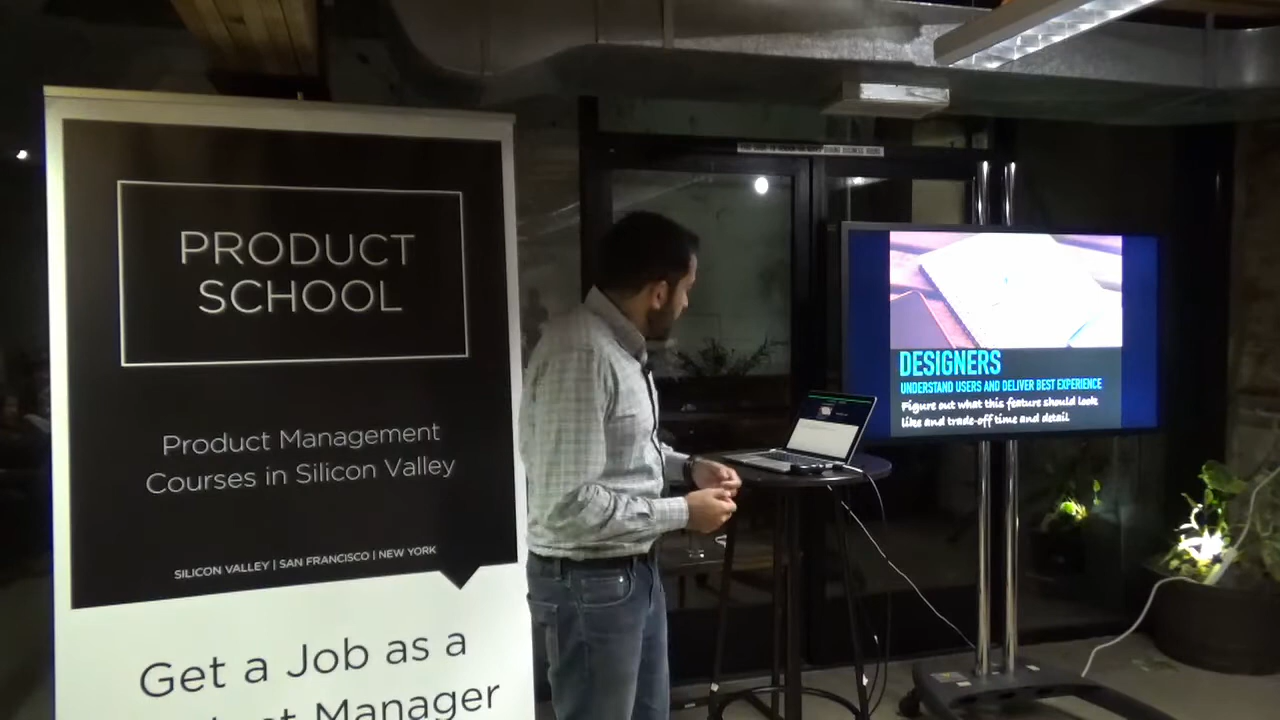 PRODUCT
SCHOOL
Product Management
Courses in Silicon Valley
SILICON VALLEY | SAN FRANCISCO | NEW YORK
Get a Job as a
Manager
DESIGNERS
UNDERSTAND USERS AND DELIVER BEST EXPERIENCE
Figure out what this feature should look
like and trade-off time and detail